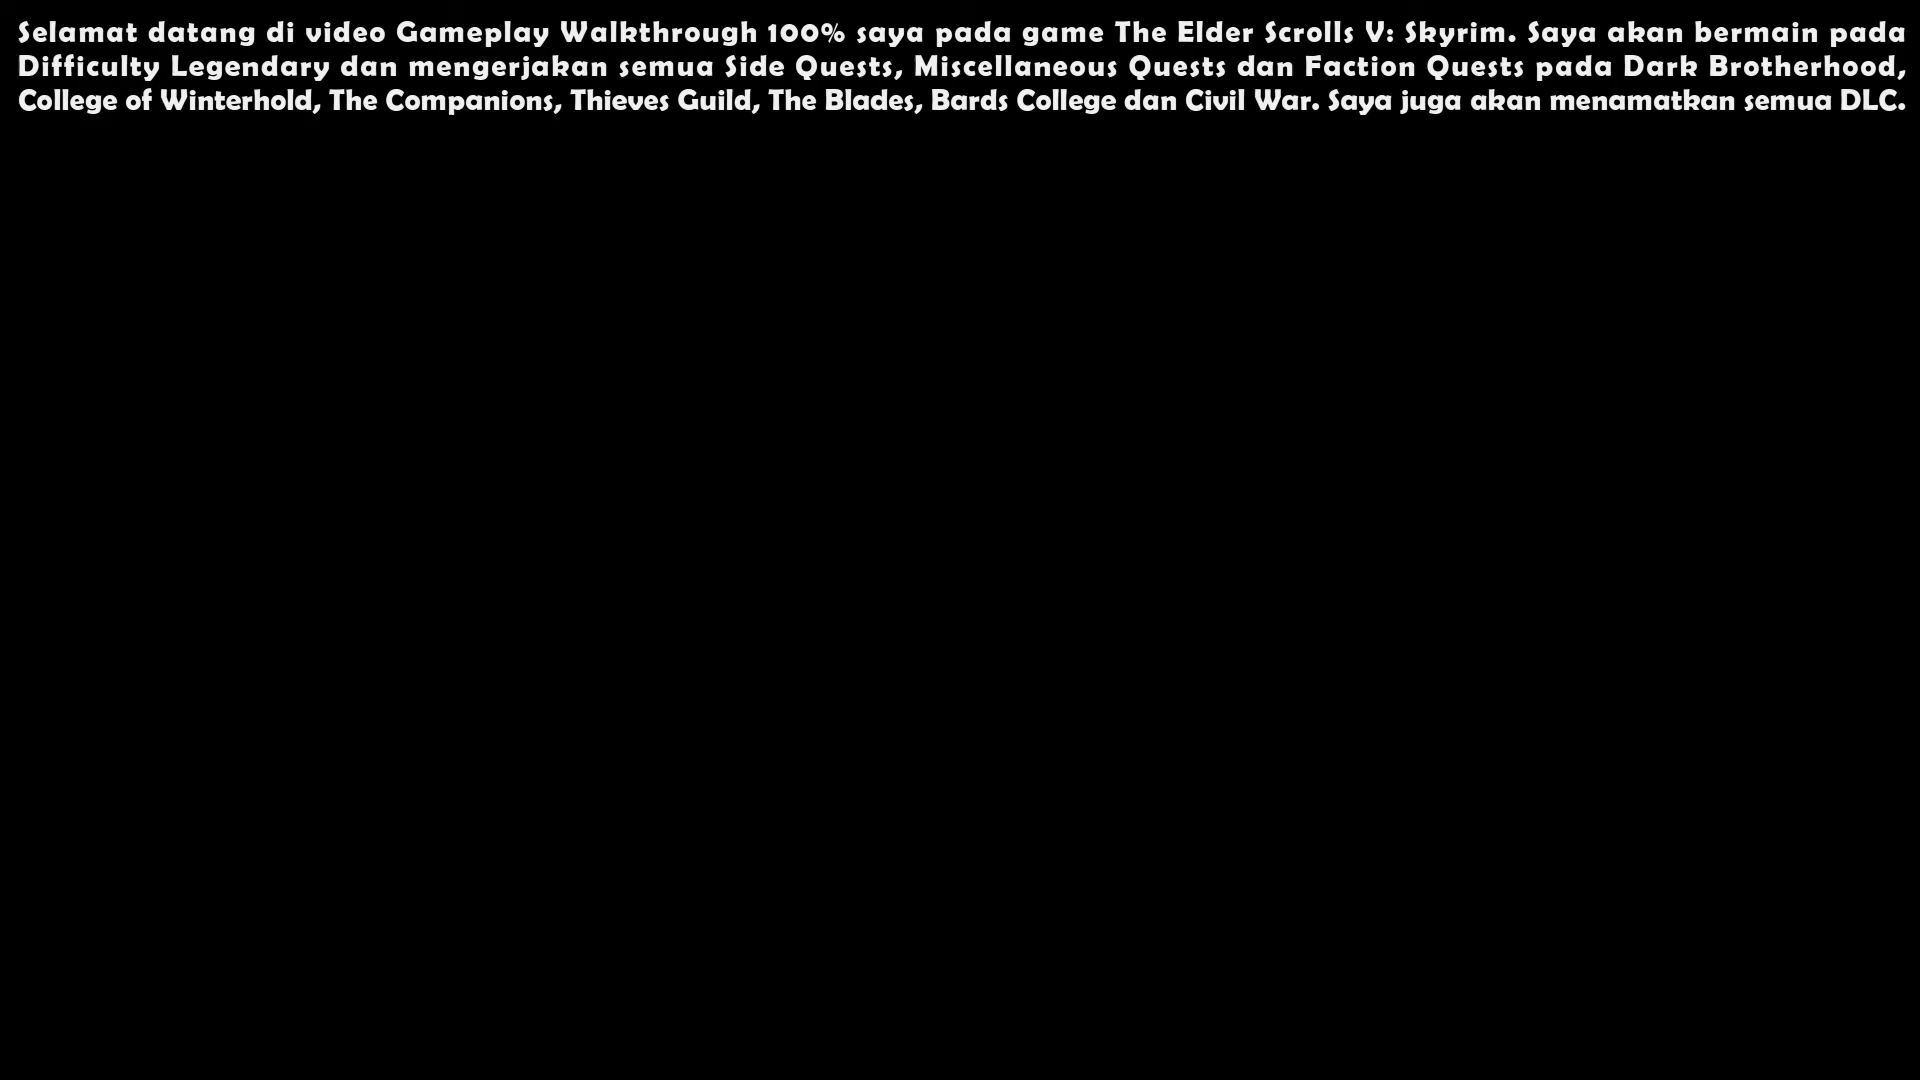 Selamat datang di video Gameplay Walkthrough 100% saya pada game The Elder Scrolls V: Skyrim. Saya akan bermain pada
Difficulty Legendary dan mengerjakan semua Side Quests, Miscellaneous Quests dan Faction Quests pada Dark Brotherhood,
College of Winterhold, The Companions, Thieves Guild, The Blades, Bards College dan Civil War. Saya juga akan menamatkan semua DLC.